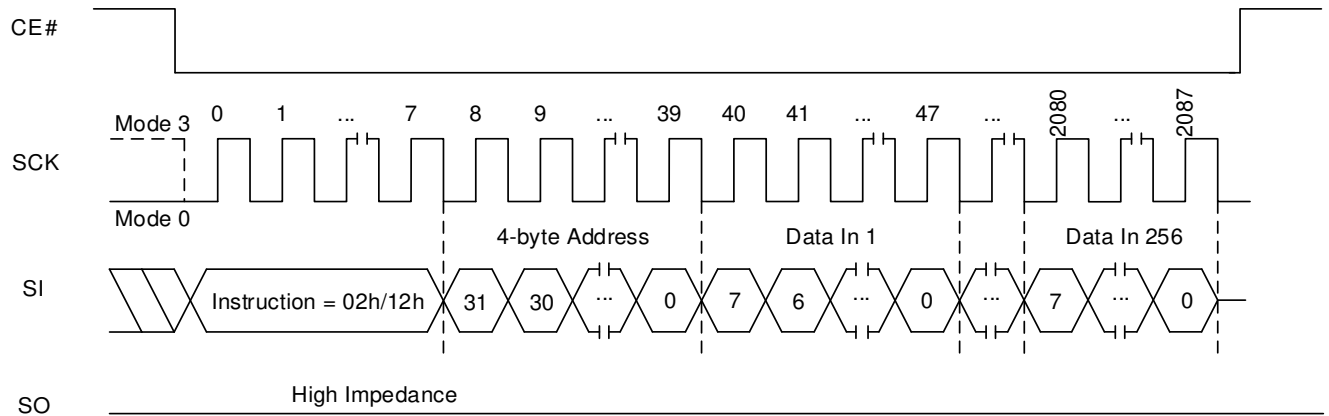 CE#
0 1 ... 7 8 9 ... 39 40 41 ... 47 ... 2080 ... 2087
Mode 3
SCK
Mode 0
4-byte Address Data In 1 Data In 256
SI
Instruction = 02h/12h 31 30 ... 0 7 6 ... 0 ... 7 ... 0
High Impedance
SO